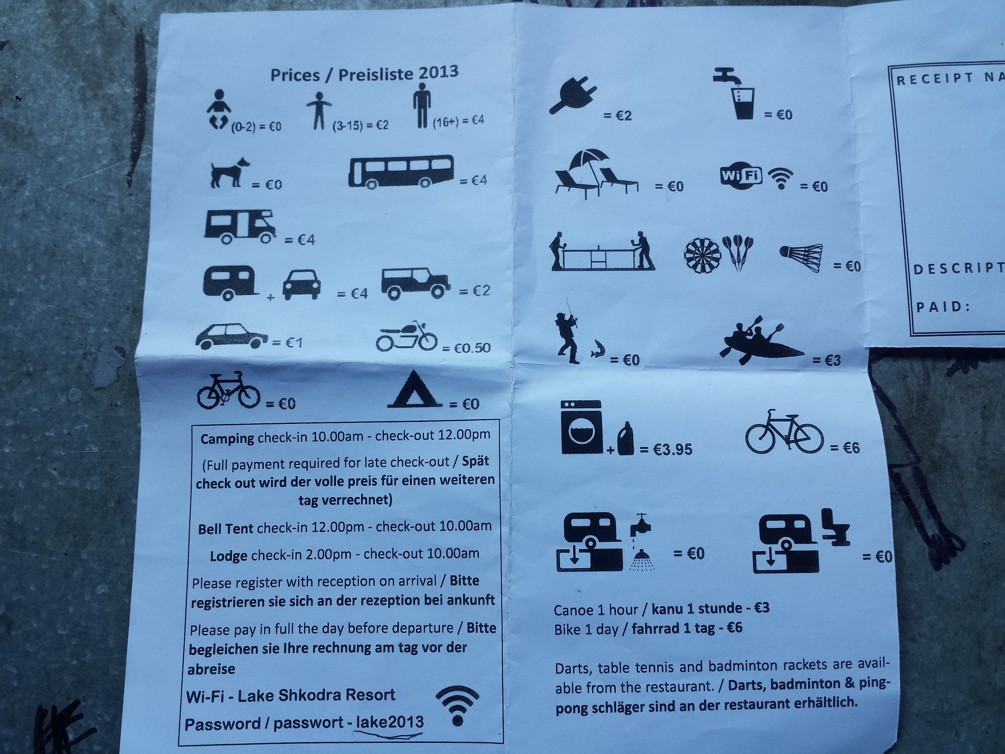 Prices / Preisliste 2013
(0-2) = €0 (3-15) = €2 (16+) = €4
= €0 = €4
= €4
+ = €4 = €2
= €1 = €0.50
= €0 = €0
Camping check-in 10.00am - check-out 12.00pm
(Full payment required for late check-out / Spät
check out wird der volle preis für einen weiteren
tag verrechnet)
Bell Tent check-in 12.00pm - check-out 10.00am
Lodge check-in 2.00pm - check-out 10.00am
Please register with reception on arrival / Bitte
registrieren sie sich an der rezeption bei ankunft
Please pay in full the day before departure / Bitte
begleichen sie Ihre rechnung am tag vor der
abreise
Wi-Fi - Lake Shkodra Resort
Password / passwort - lake2013
= €2 = €0
= €0 WiFi = €0
= €0
= €0 = €3
+ = €3.95 = €6
= €0 = €0
Canoe 1 hour / kanu 1 stunde - €3
Bike 1 day / fahrrad 1 tag - €6
Darts, table tennis and badminton rackets are avail-
able from the restaurant. / Darts, badminton & ping-
pong schläger sind an der restaurant erhältlich.
RECEIPT NA
DESCRIPT
PAID: